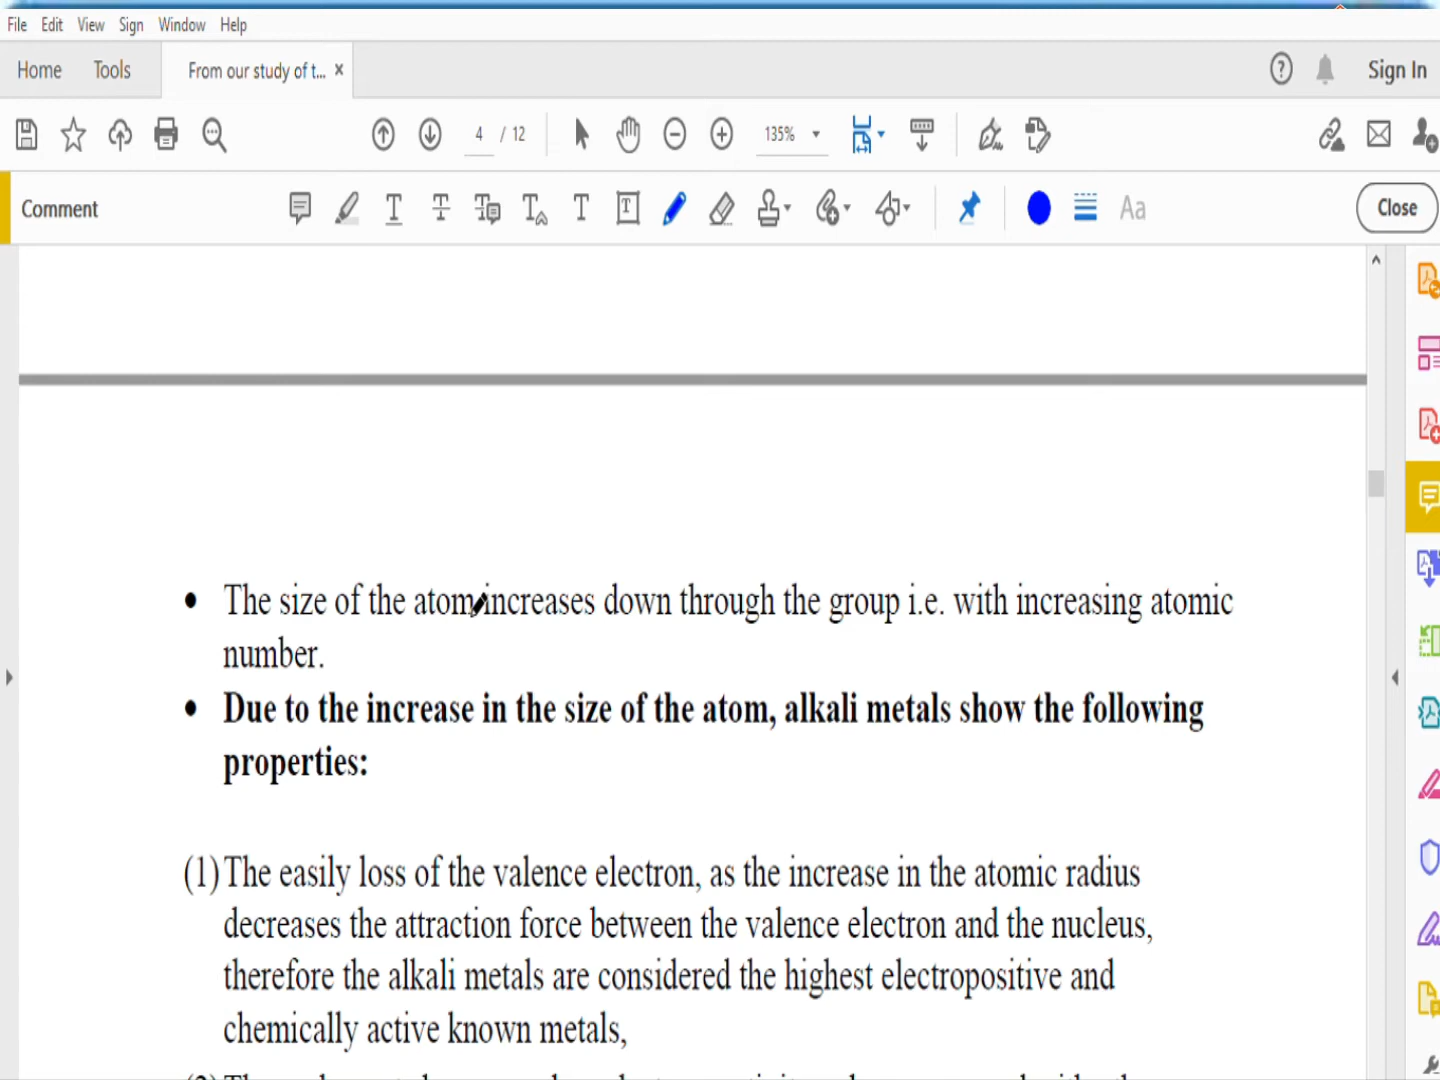 File Edit View Sign Window Help
Home Tools From our study of t... × Sign In
4 / 12 135%
Comment Aa Close
• The size of the atom increases down through the group i.e. with increasing atomic
number.
• Due to the increase in the size of the atom, alkali metals show the following
properties:
(1) The easily loss of the valence electron, as the increase in the atomic radius
decreases the attraction force between the valence electron and the nucleus,
therefore the alkali metals are considered the highest electropositive and
chemically active known metals,